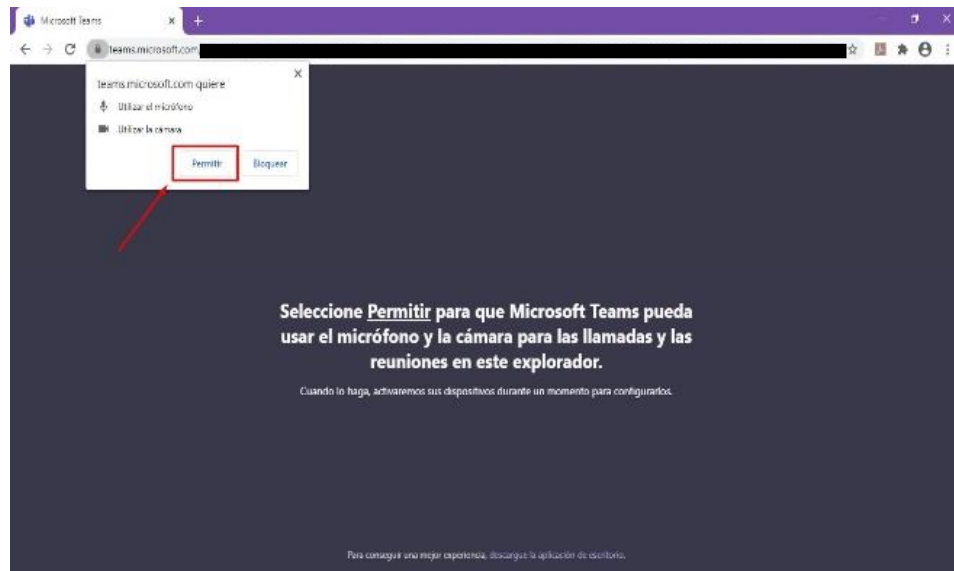 Microsoft Teams
teams.microsoft.com
teams.microsoft.com quiere
Utilizar el micrófono
Utilizar la cámara
Permitir
Bloquear
Seleccione Permitir para que Microsoft Teams pueda
usar el micrófono y la cámara para las llamadas y las
reuniones en este explorador.
Cuando lo haga, activaremos sus dispositivos durante un momento para configurarlos.
Para conseguir una mejor experiencia, descargue la aplicación de escritorio.